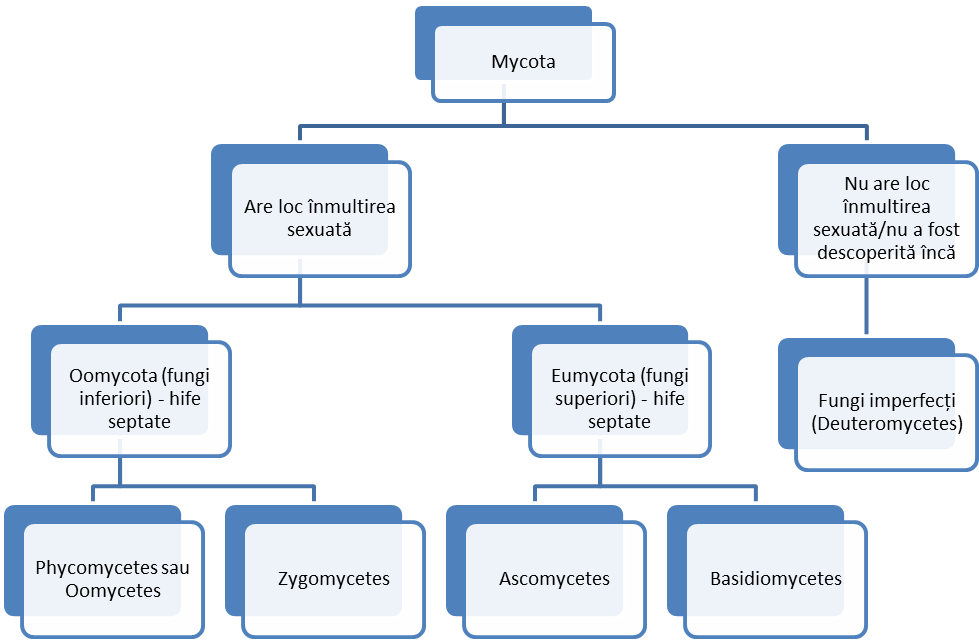 Mycota
Are loc înmultirea
sexuată
Nu are loc
înmultirea
sexuată/nu a fost
descoperită încă
Oomycota (fungi
inferiori) - hife
septate
Eumycota (fungi
superiori) - hife
septate
Fungi imperfecți
(Deuteromycetes)
Phycomycetes sau
Oomycetes
Zygomycetes
Ascomycetes
Basidiomycetes